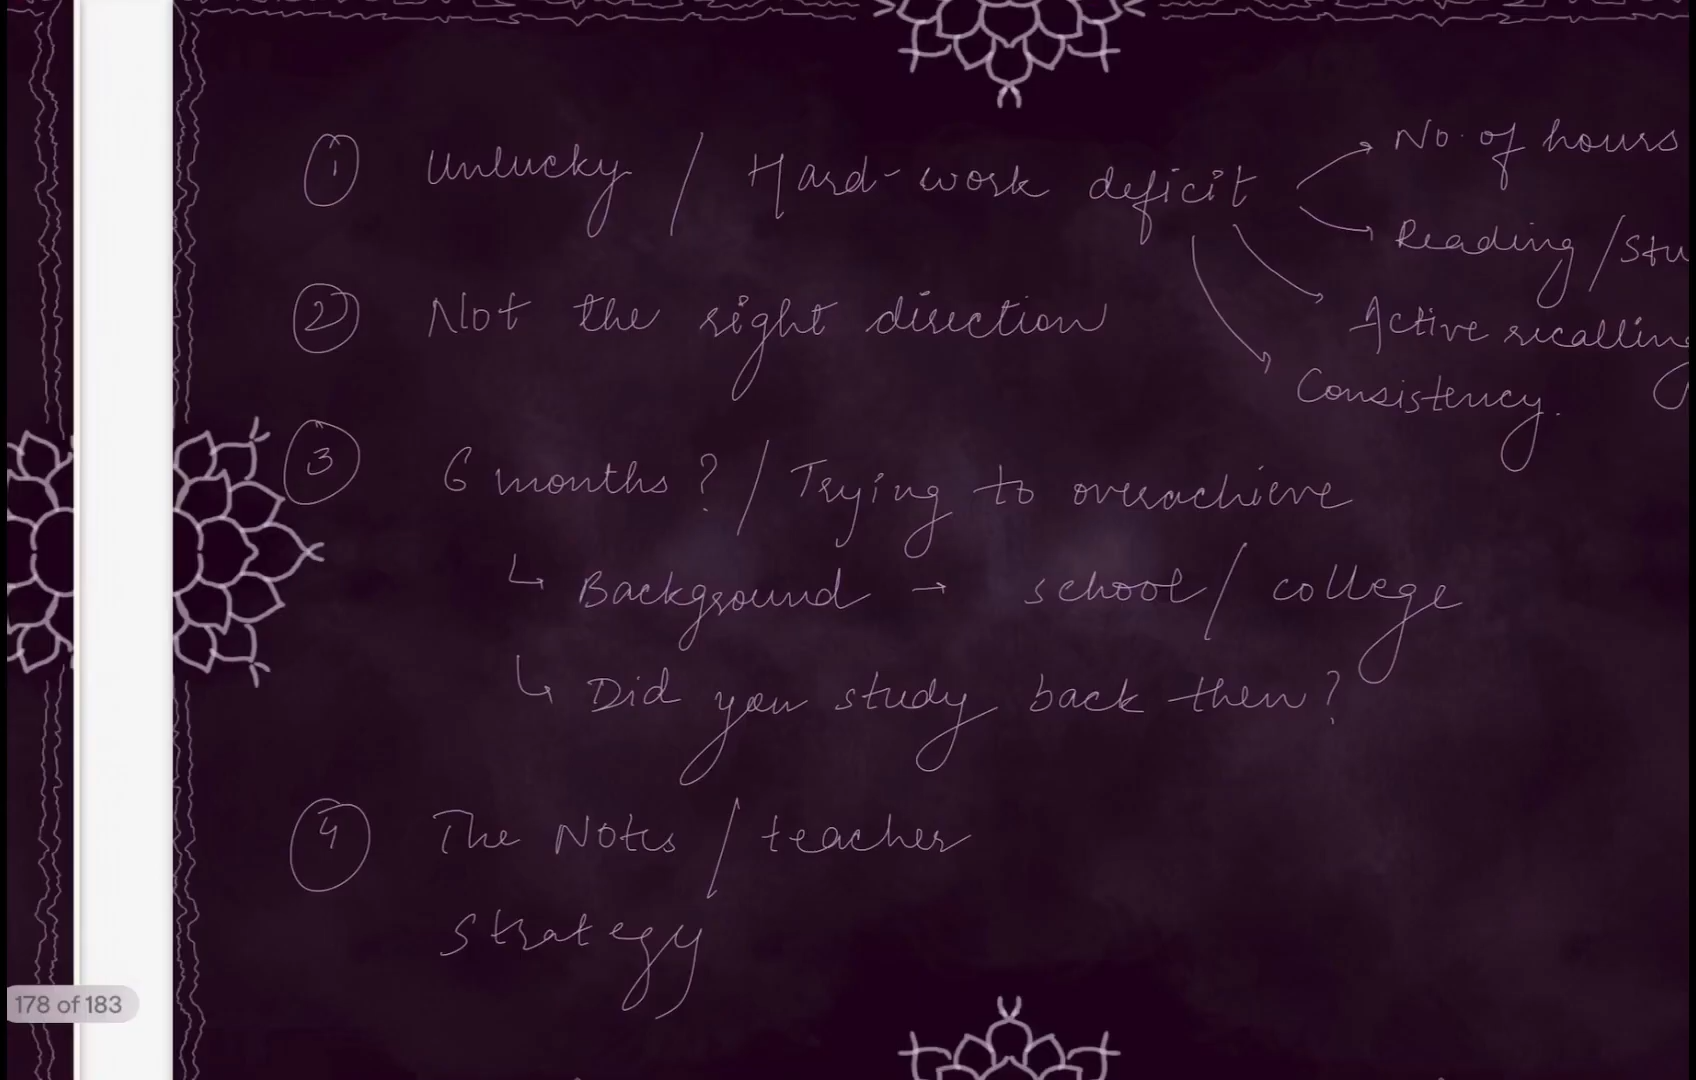 ① Unlucky / Hard-work deficit
No. of hours
Reading /
Active recalling
Consistency.
② Not the right direction
③ 6 months? / Trying to overachieve
↳ Background → school / college
↳ Did you study back then?
④ The Notes / teacher
Strategy
178 of 183